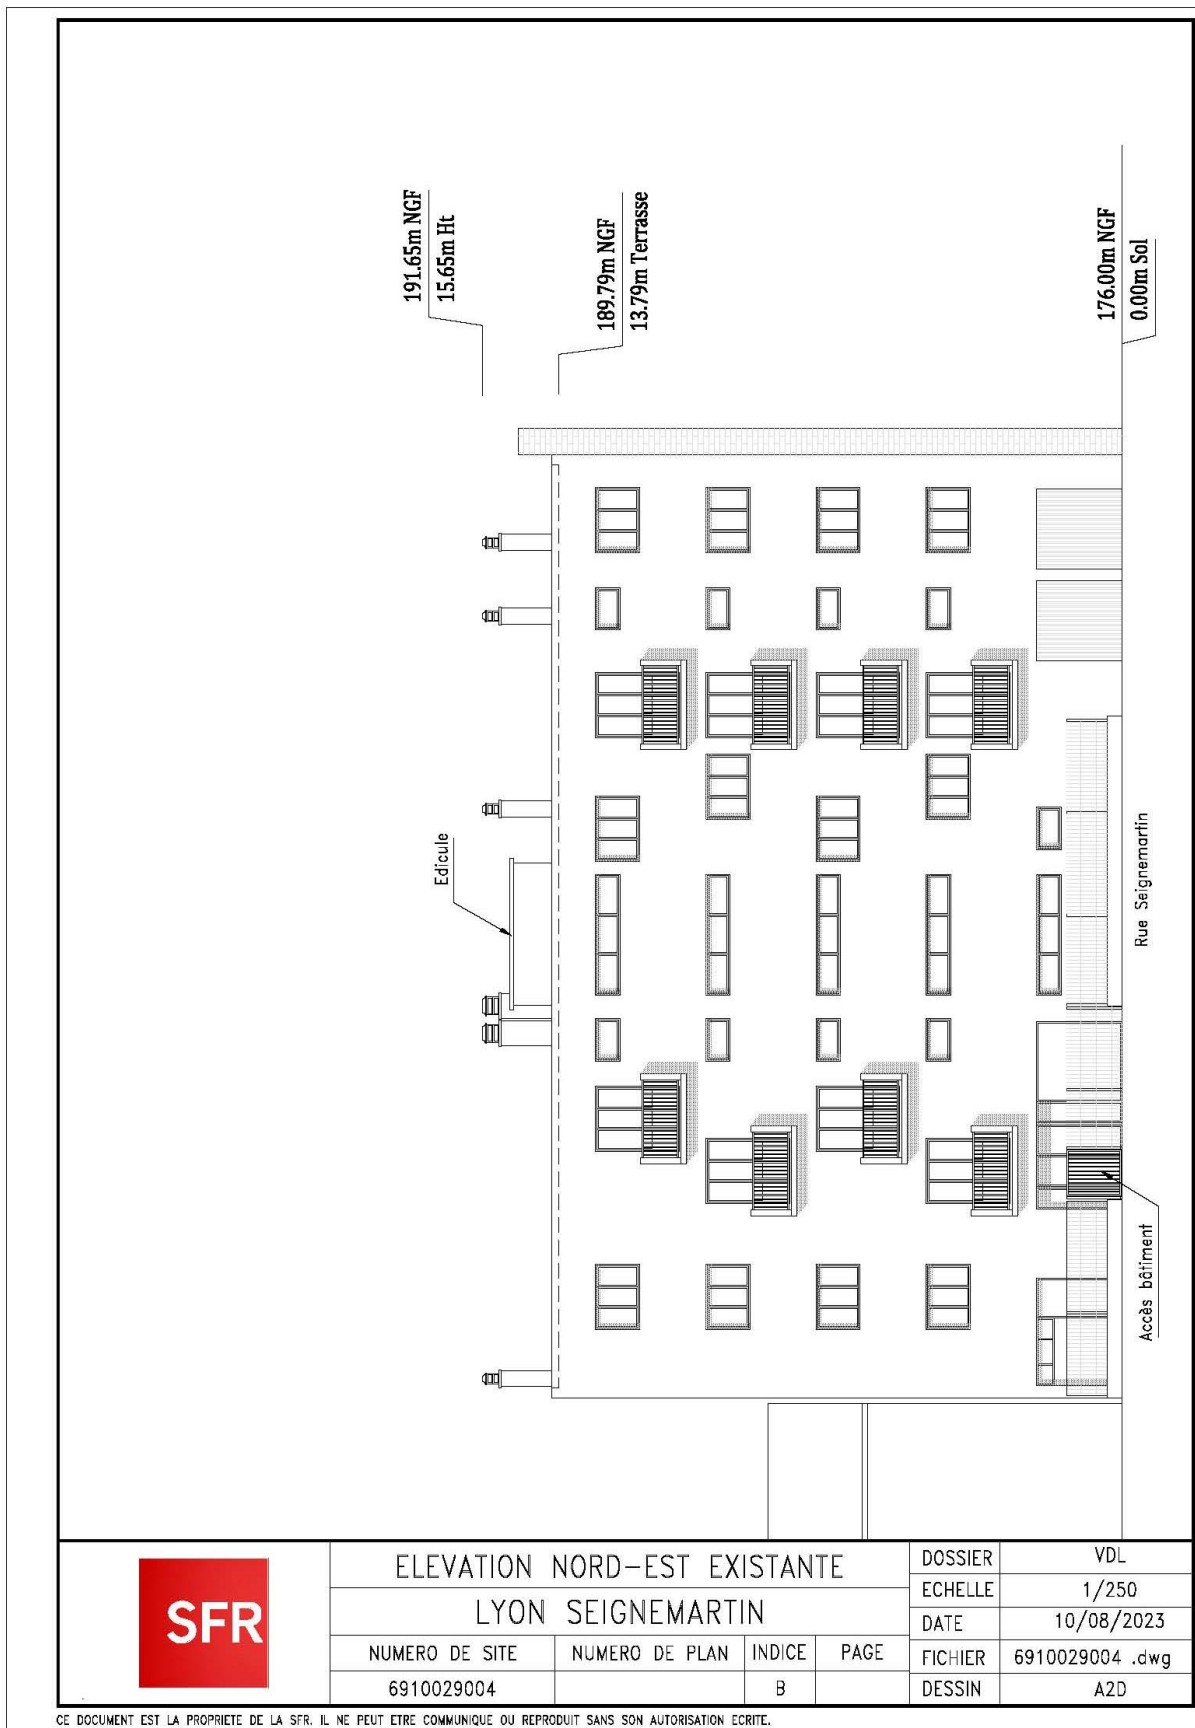 191.65m NGF
15.65m Ht
189.79m NGF
13.79m Terrasse
176.00m NGF
0.00m Sol
Edicule
Rue Seignemartin
Accès bâtiment
SFR
ELEVATION NORD-EST EXISTANTE
LYON SEIGNEMARTIN
NUMERO DE SITE
NUMERO DE PLAN
INDICE
PAGE
6910029004
B
DOSSIER
VDL
ECHELLE
1/250
DATE
10/08/2023
FICHIER
6910029004 .dwg
DESSIN
A2D
CE DOCUMENT EST LA PROPRIETE DE LA SFR. IL NE PEUT ETRE COMMUNIQUE OU REPRODUIT SANS SON AUTORISATION ECRITE.